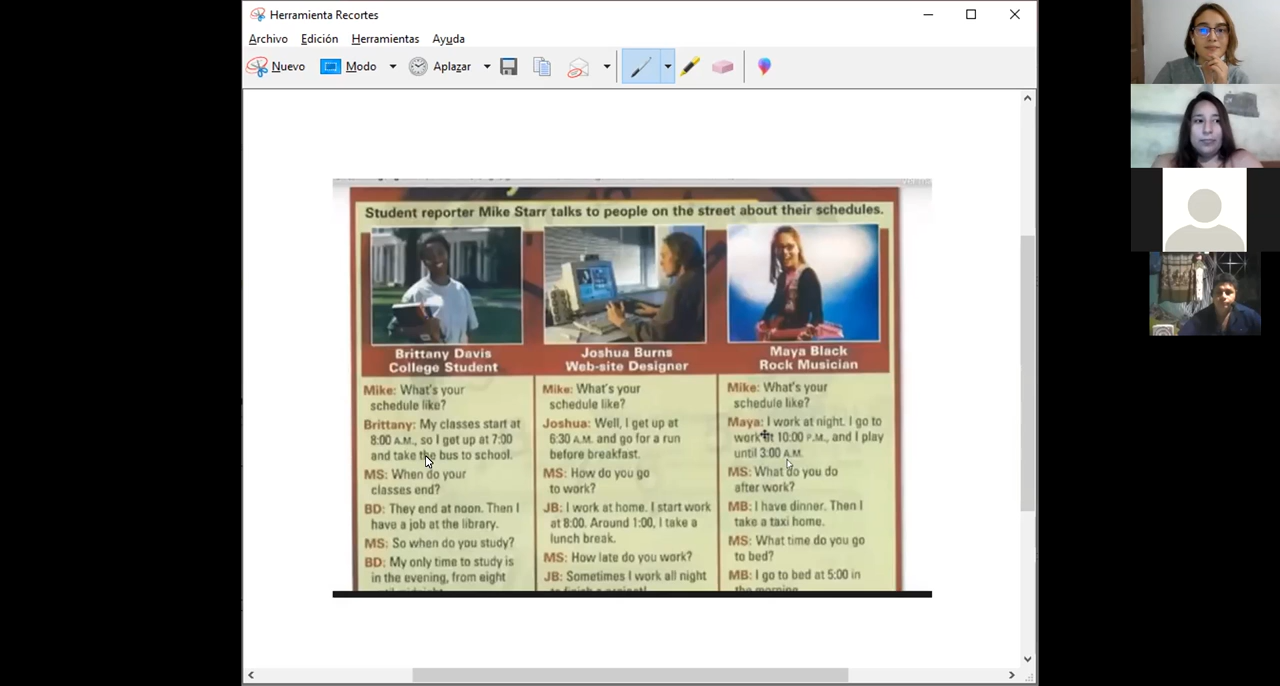 Herramienta Recortes
Archivo Edición Herramientas Ayuda
Nuevo Modo Aplazar
Student reporter Mike Starr talks to people on the street about their schedules.
Brittany Davis
College Student
Mike: What's your
schedule like?
Brittany: My classes start at
8:00 A.M., so I get up at 7:00
and take the bus to school.
MS: When do your
classes end?
BD: They end at noon. Then I
have a job at the library.
MS: So when do you study?
BD: My only time to study is
in the evening, from eight
until midnight.
Joshua Burns
Web-site Designer
Mike: What's your
schedule like?
Joshua: Well, I get up at
6:30 A.M. and go for a run
before breakfast.
MS: How do you go
to work?
JB: I work at home. I start work
at 8:00. Around 1:00, I take a
lunch break.
MS: How late do you work?
JB: Sometimes I work all night
to finish a project!
Maya Black
Rock Musician
Mike: What's your
schedule like?
Maya: I work at night. I go to
work at 10:00 P.M., and I play
until 3:00 A.M.
MS: What do you do
after work?
MB: I have dinner. Then I
take a taxi home.
MS: What time do you go
to bed?
MB: I go to bed at 5:00 in
the morning.